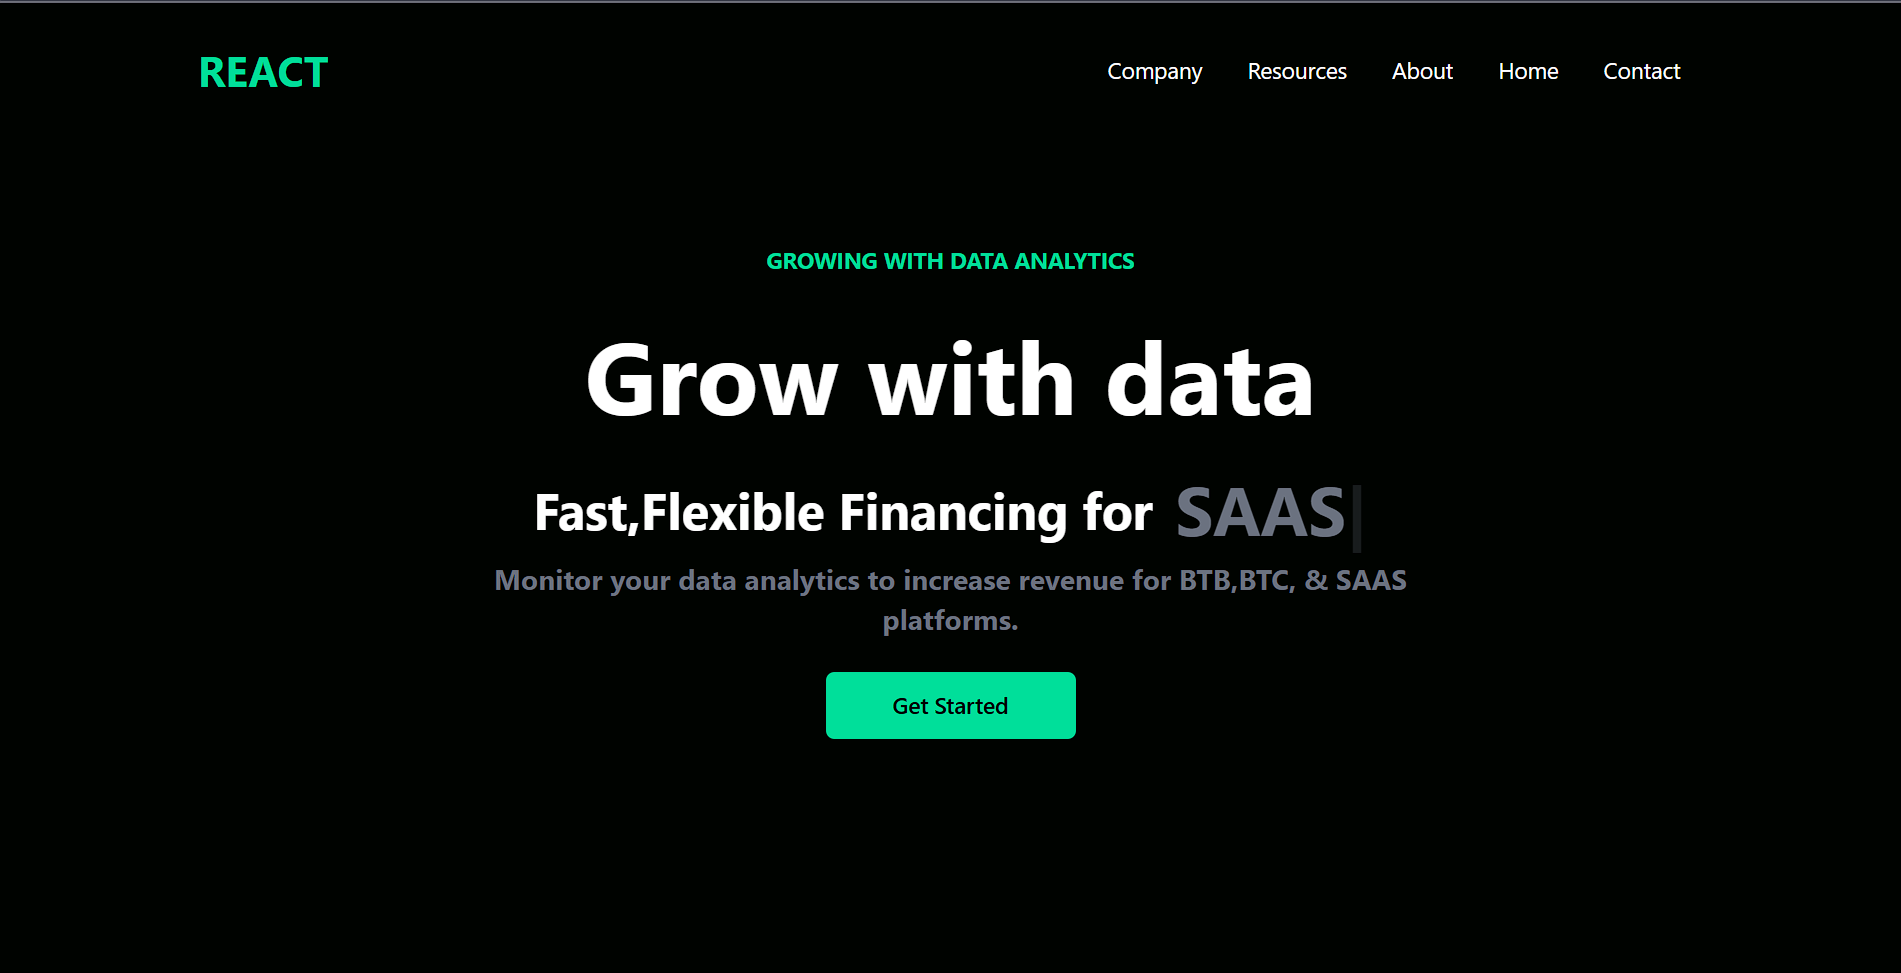 REACT
Company Resources About Home Contact
GROWING WITH DATA ANALYTICS
Grow with data
Fast,Flexible Financing for SAAS|
Monitor your data analytics to increase revenue for BTB,BTC, & SAAS
platforms.
Get Started